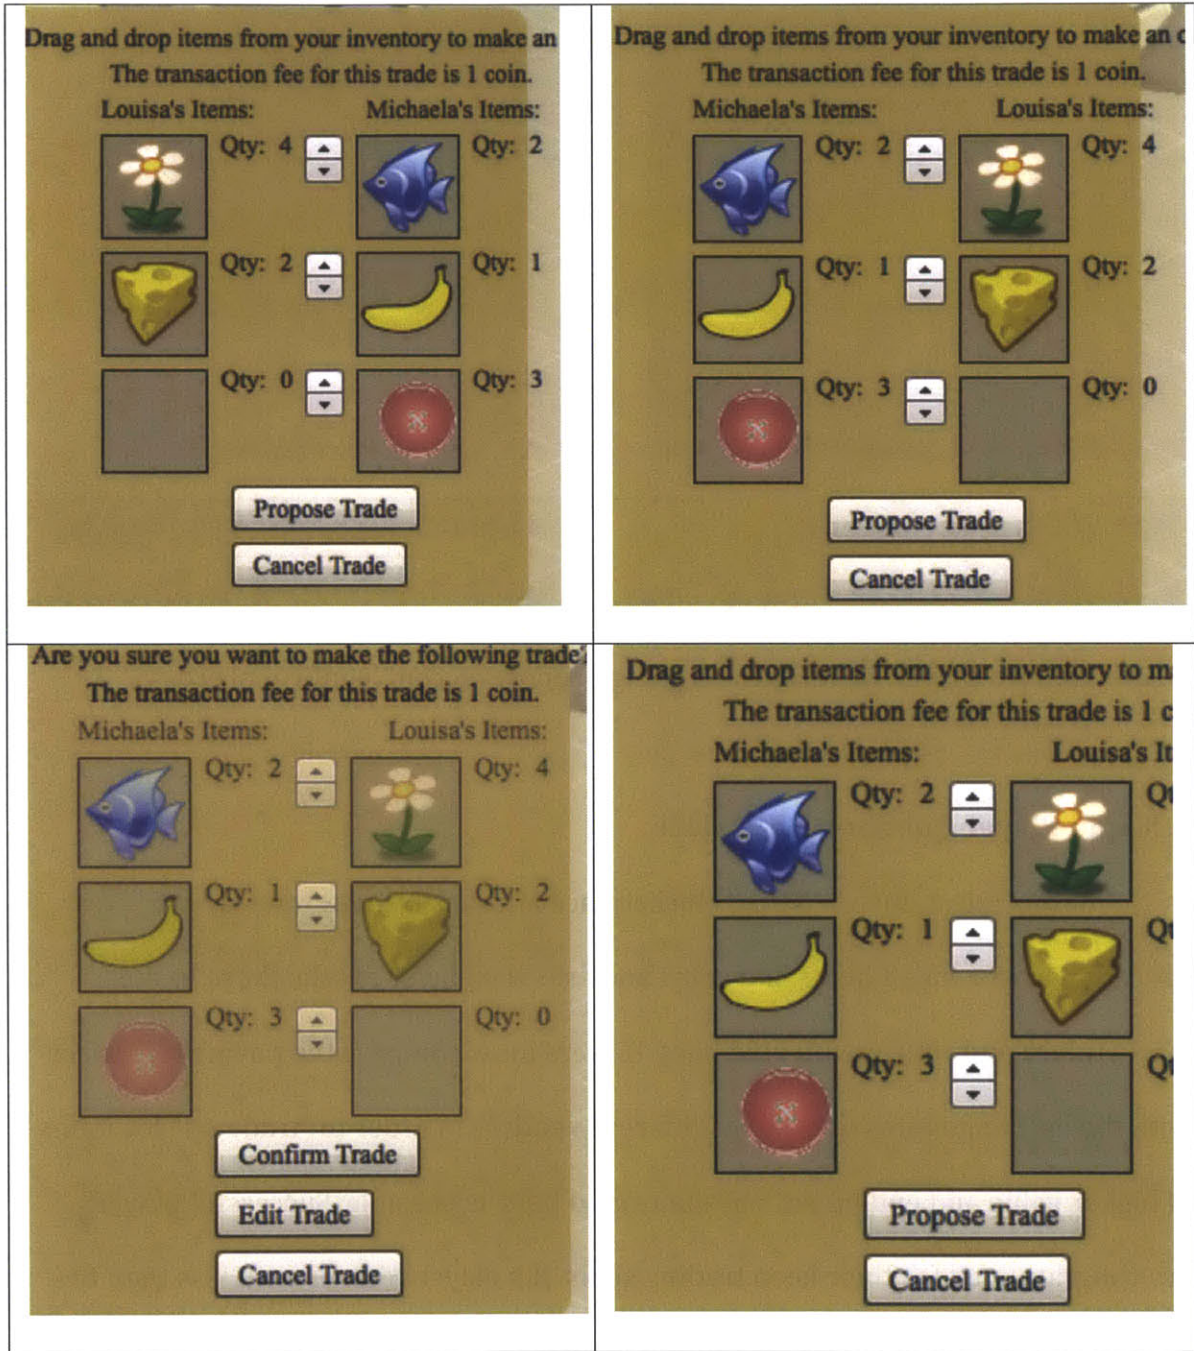 Drag and drop items from your inventory to make an
The transaction fee for this trade is 1 coin.
Louisa's Items: Michaela's Items:
Qty: 4 Qty: 2
Qty: 2 Qty: 1
Qty: 0 Qty: 3
Propose Trade
Cancel Trade
Drag and drop items from your inventory to make an
The transaction fee for this trade is 1 coin.
Michaela's Items: Louisa's Items:
Qty: 2 Qty: 4
Qty: 1 Qty: 2
Qty: 3 Qty: 0
Propose Trade
Cancel Trade
Are you sure you want to make the following trade
The transaction fee for this trade is 1 coin.
Michaela's Items: Louisa's Items:
Qty: 2 Qty: 4
Qty: 1 Qty: 2
Qty: 3 Qty: 0
Confirm Trade
Edit Trade
Cancel Trade
Drag and drop items from your inventory to
The transaction fee for this trade is 1
Michaela's Items: Louisa's
Qty: 2
Qty: 1
Qty: 3
Propose Trade
Cancel Trade